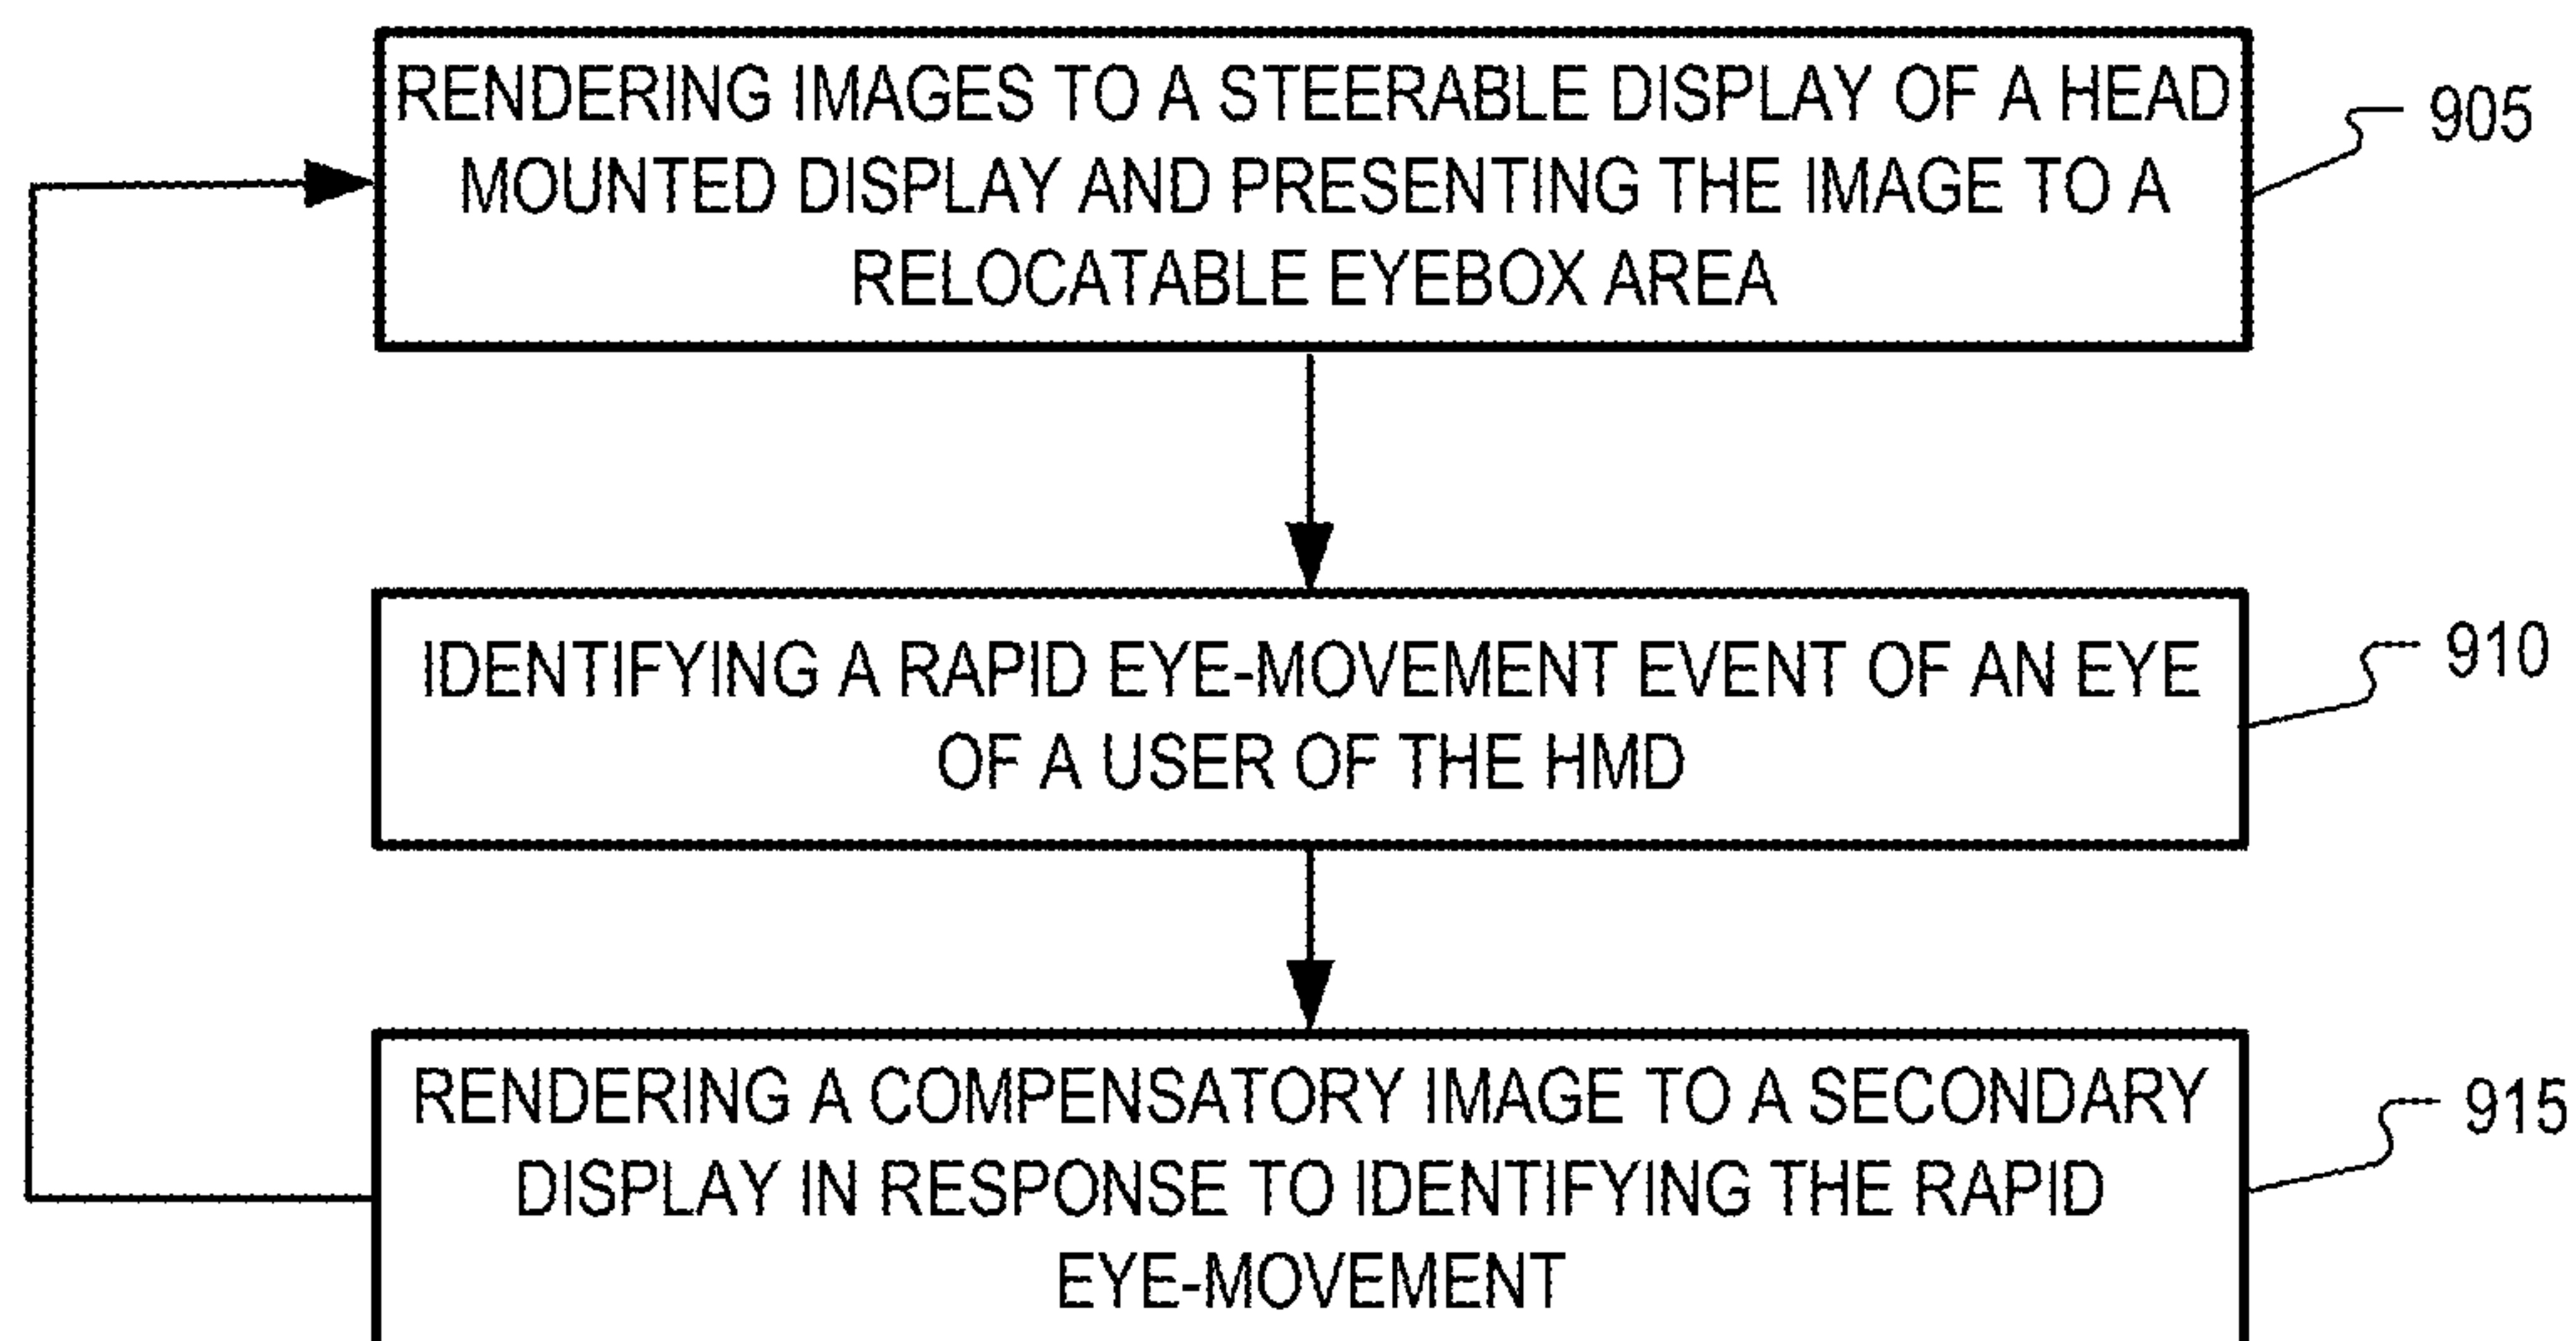 RENDERING IMAGES TO A STEERABLE DISPLAY OF A HEAD
MOUNTED DISPLAY AND PRESENTING THE IMAGE TO A
RELOCATABLE EYEBOX AREA
905
IDENTIFYING A RAPID EYE-MOVEMENT EVENT OF AN EYE
OF A USER OF THE HMD
910
RENDERING A COMPENSATORY IMAGE TO A SECONDARY
DISPLAY IN RESPONSE TO IDENTIFYING THE RAPID
EYE-MOVEMENT
915